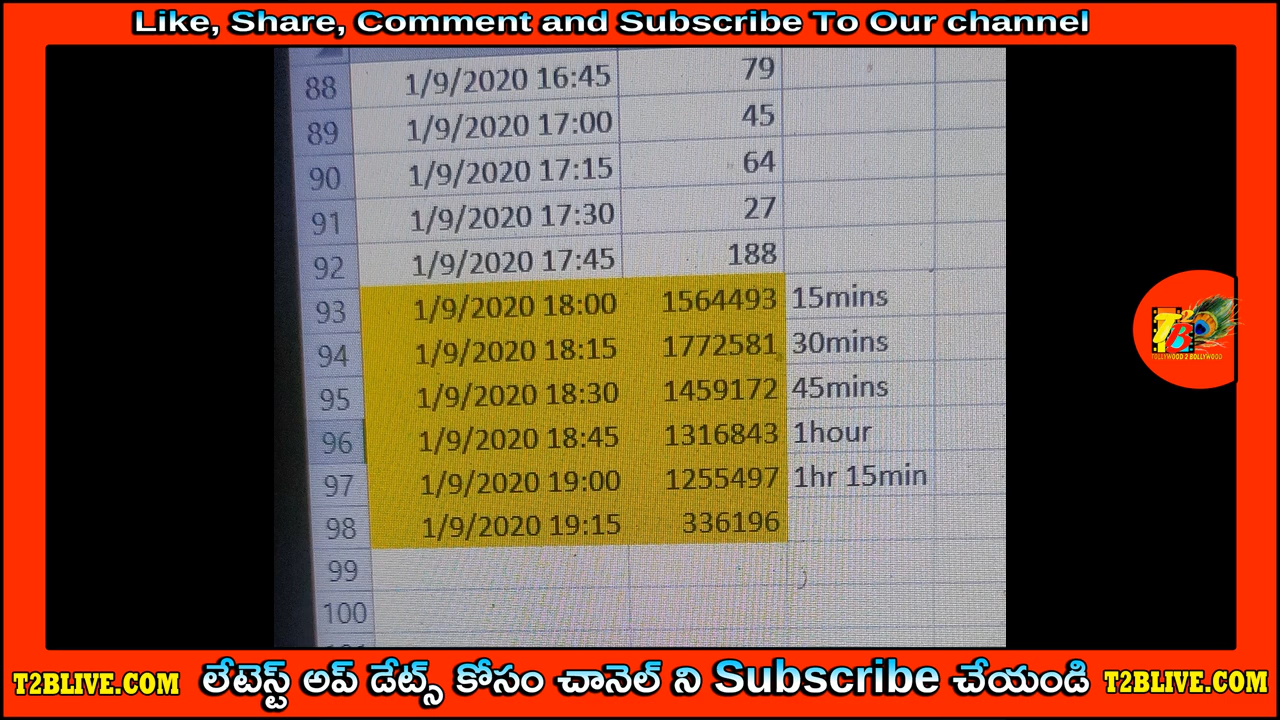 Like, Share, Comment and Subscribe To Our channel
88 1/9/2020 16:45 79
89 1/9/2020 17:00 45
90 1/9/2020 17:15 64
91 1/9/2020 17:30 27
92 1/9/2020 17:45 188
93 1/9/2020 18:00 1564493 15mins
94 1/9/2020 18:15 1772581 30mins
95 1/9/2020 18:30 1459172 45mins
96 1/9/2020 18:45 1316843 1hour
97 1/9/2020 19:00 1255497 1hr 15min
98 1/9/2020 19:15 336196
99
100
T2B
TOLLYWOOD 2 BOLLYWOOD
T2BLIVE.COM లేటెస్ట్ అప్ డేట్స్ కోసం చానెల్ ని Subscribe చేయండి T2BLIVE.COM